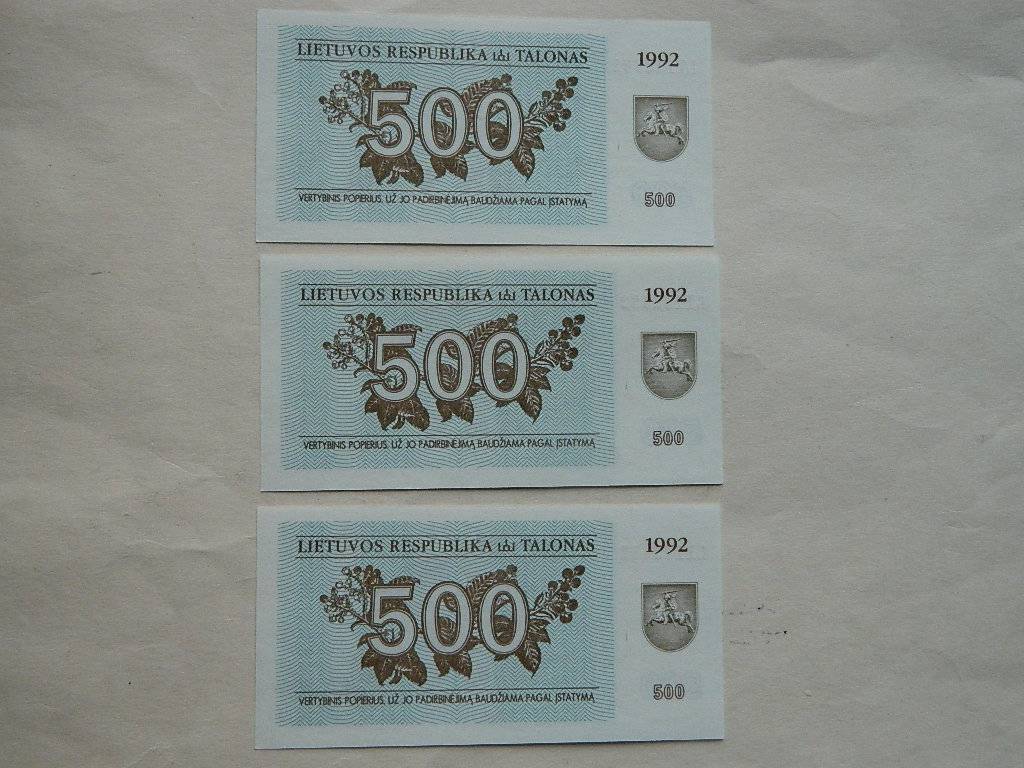 LIETUVOS RESPUBLIKA TALONAS
1992
500
VERTYBINIS POPIERIUS. UŽ JO PADIRBINĖJIMĄ BAUDŽIAMA PAGAL ĮSTATYMĄ
500
LIETUVOS RESPUBLIKA TALONAS
1992
500
VERTYBINIS POPIERIUS. UŽ JO PADIRBINĖJIMĄ BAUDŽIAMA PAGAL ĮSTATYMĄ
500
LIETUVOS RESPUBLIKA TALONAS
1992
500
VERTYBINIS POPIERIUS. UŽ JO PADIRBINĖJIMĄ BAUDŽIAMA PAGAL ĮSTATYMĄ
500